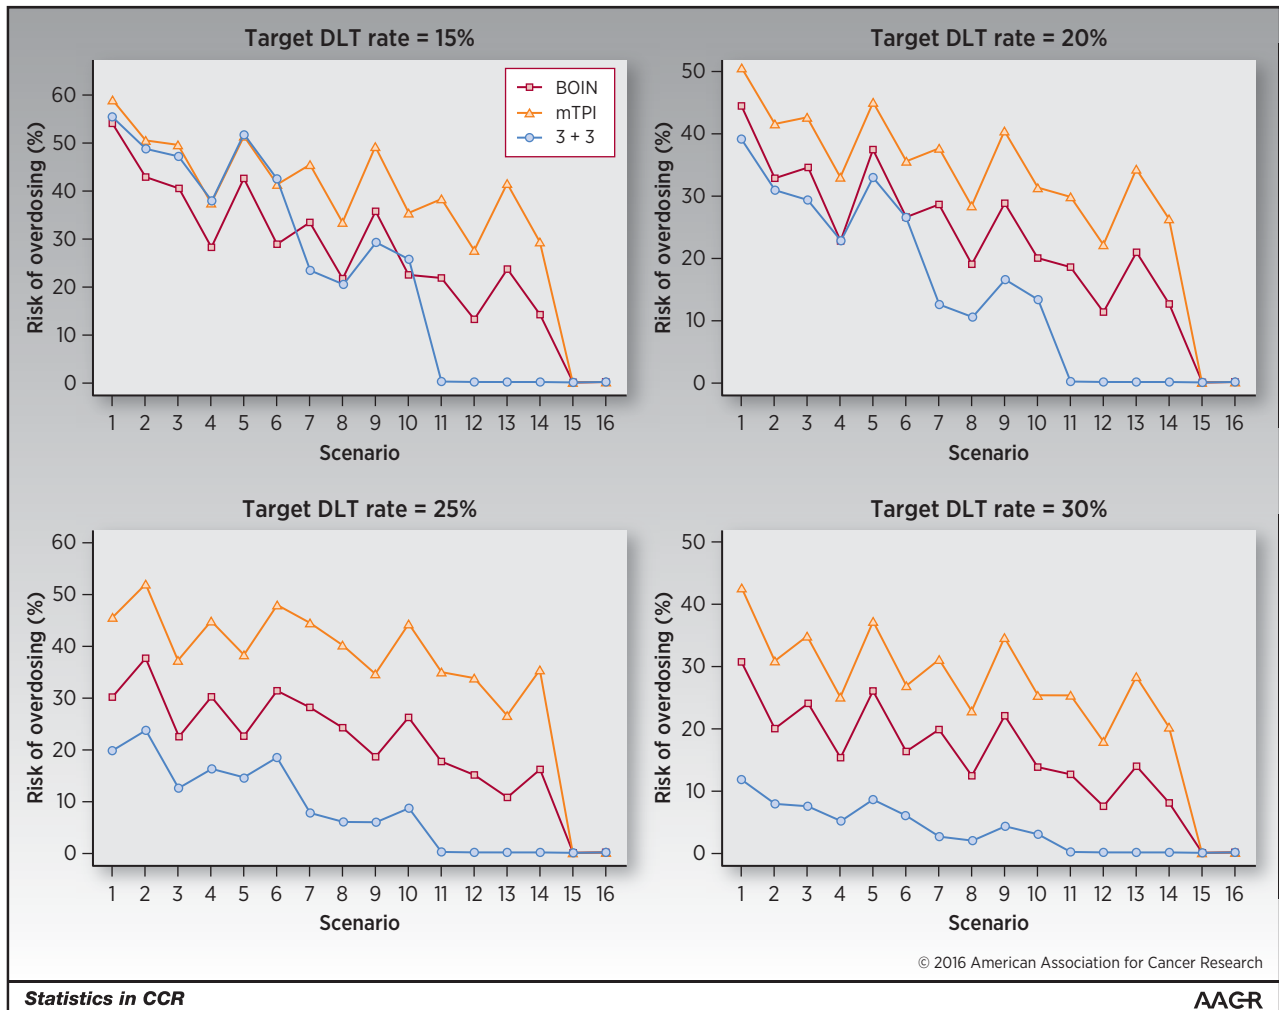 Target DLT rate = 15%
Risk of overdosing (%)
60
50
40
30
20
10
0
BOIN
mTPI
3 + 3
1 2 3 4 5 6 7 8 9 10 11 12 13 14 15 16
Scenario
Target DLT rate = 20%
Risk of overdosing (%)
50
40
30
20
10
0
1 2 3 4 5 6 7 8 9 10 11 12 13 14 15 16
Scenario
Target DLT rate = 25%
Risk of overdosing (%)
60
50
40
30
20
10
0
1 2 3 4 5 6 7 8 9 10 11 12 13 14 15 16
Scenario
Target DLT rate = 30%
Risk of overdosing (%)
50
40
30
20
10
0
1 2 3 4 5 6 7 8 9 10 11 12 13 14 15 16
Scenario
© 2016 American Association for Cancer Research
Statistics in CCR
AACR